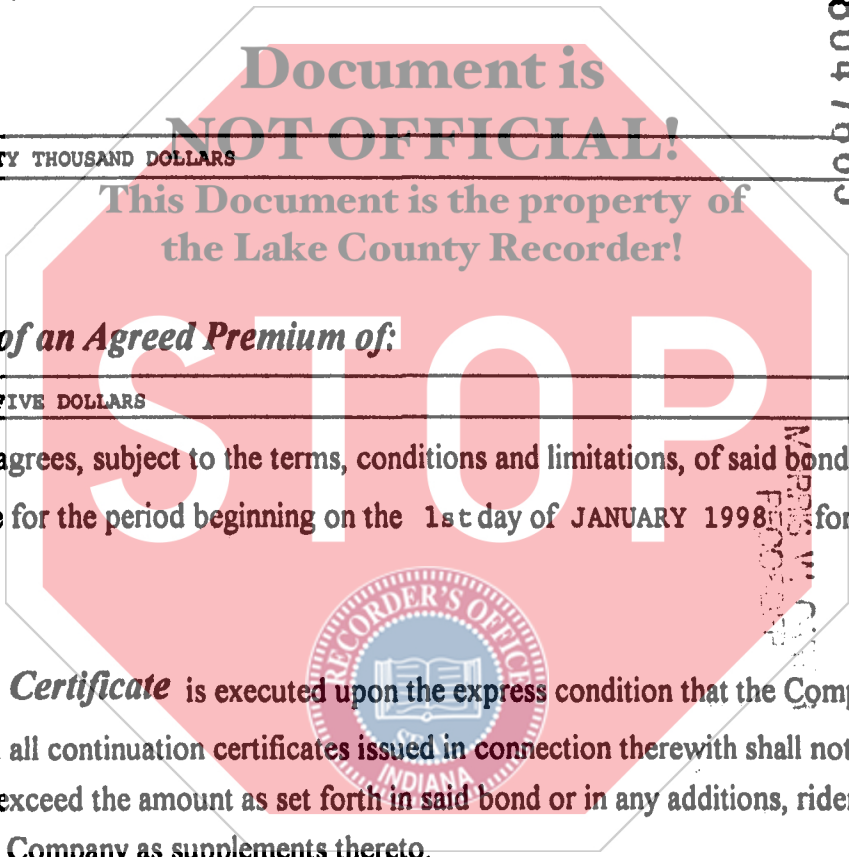 Document is
NOT OFFICIAL!
TY THOUSAND DOLLARS
This Document is the property of
the Lake County Recorder!
of an Agreed Premium of:
FIVE DOLLARS
STOP
agrees, subject to the terms, conditions and limitations, of said bond
for the period beginning on the 1st day of JANUARY 1998 for
RECORDER'S OFFICE
SEAL
INDIANA
Certificate is executed upon the express condition that the Comp
all continuation certificates issued in connection therewith shall not
exceed the amount as set forth in said bond or in any additions, rider
Company as supplements thereto.
RECORDER